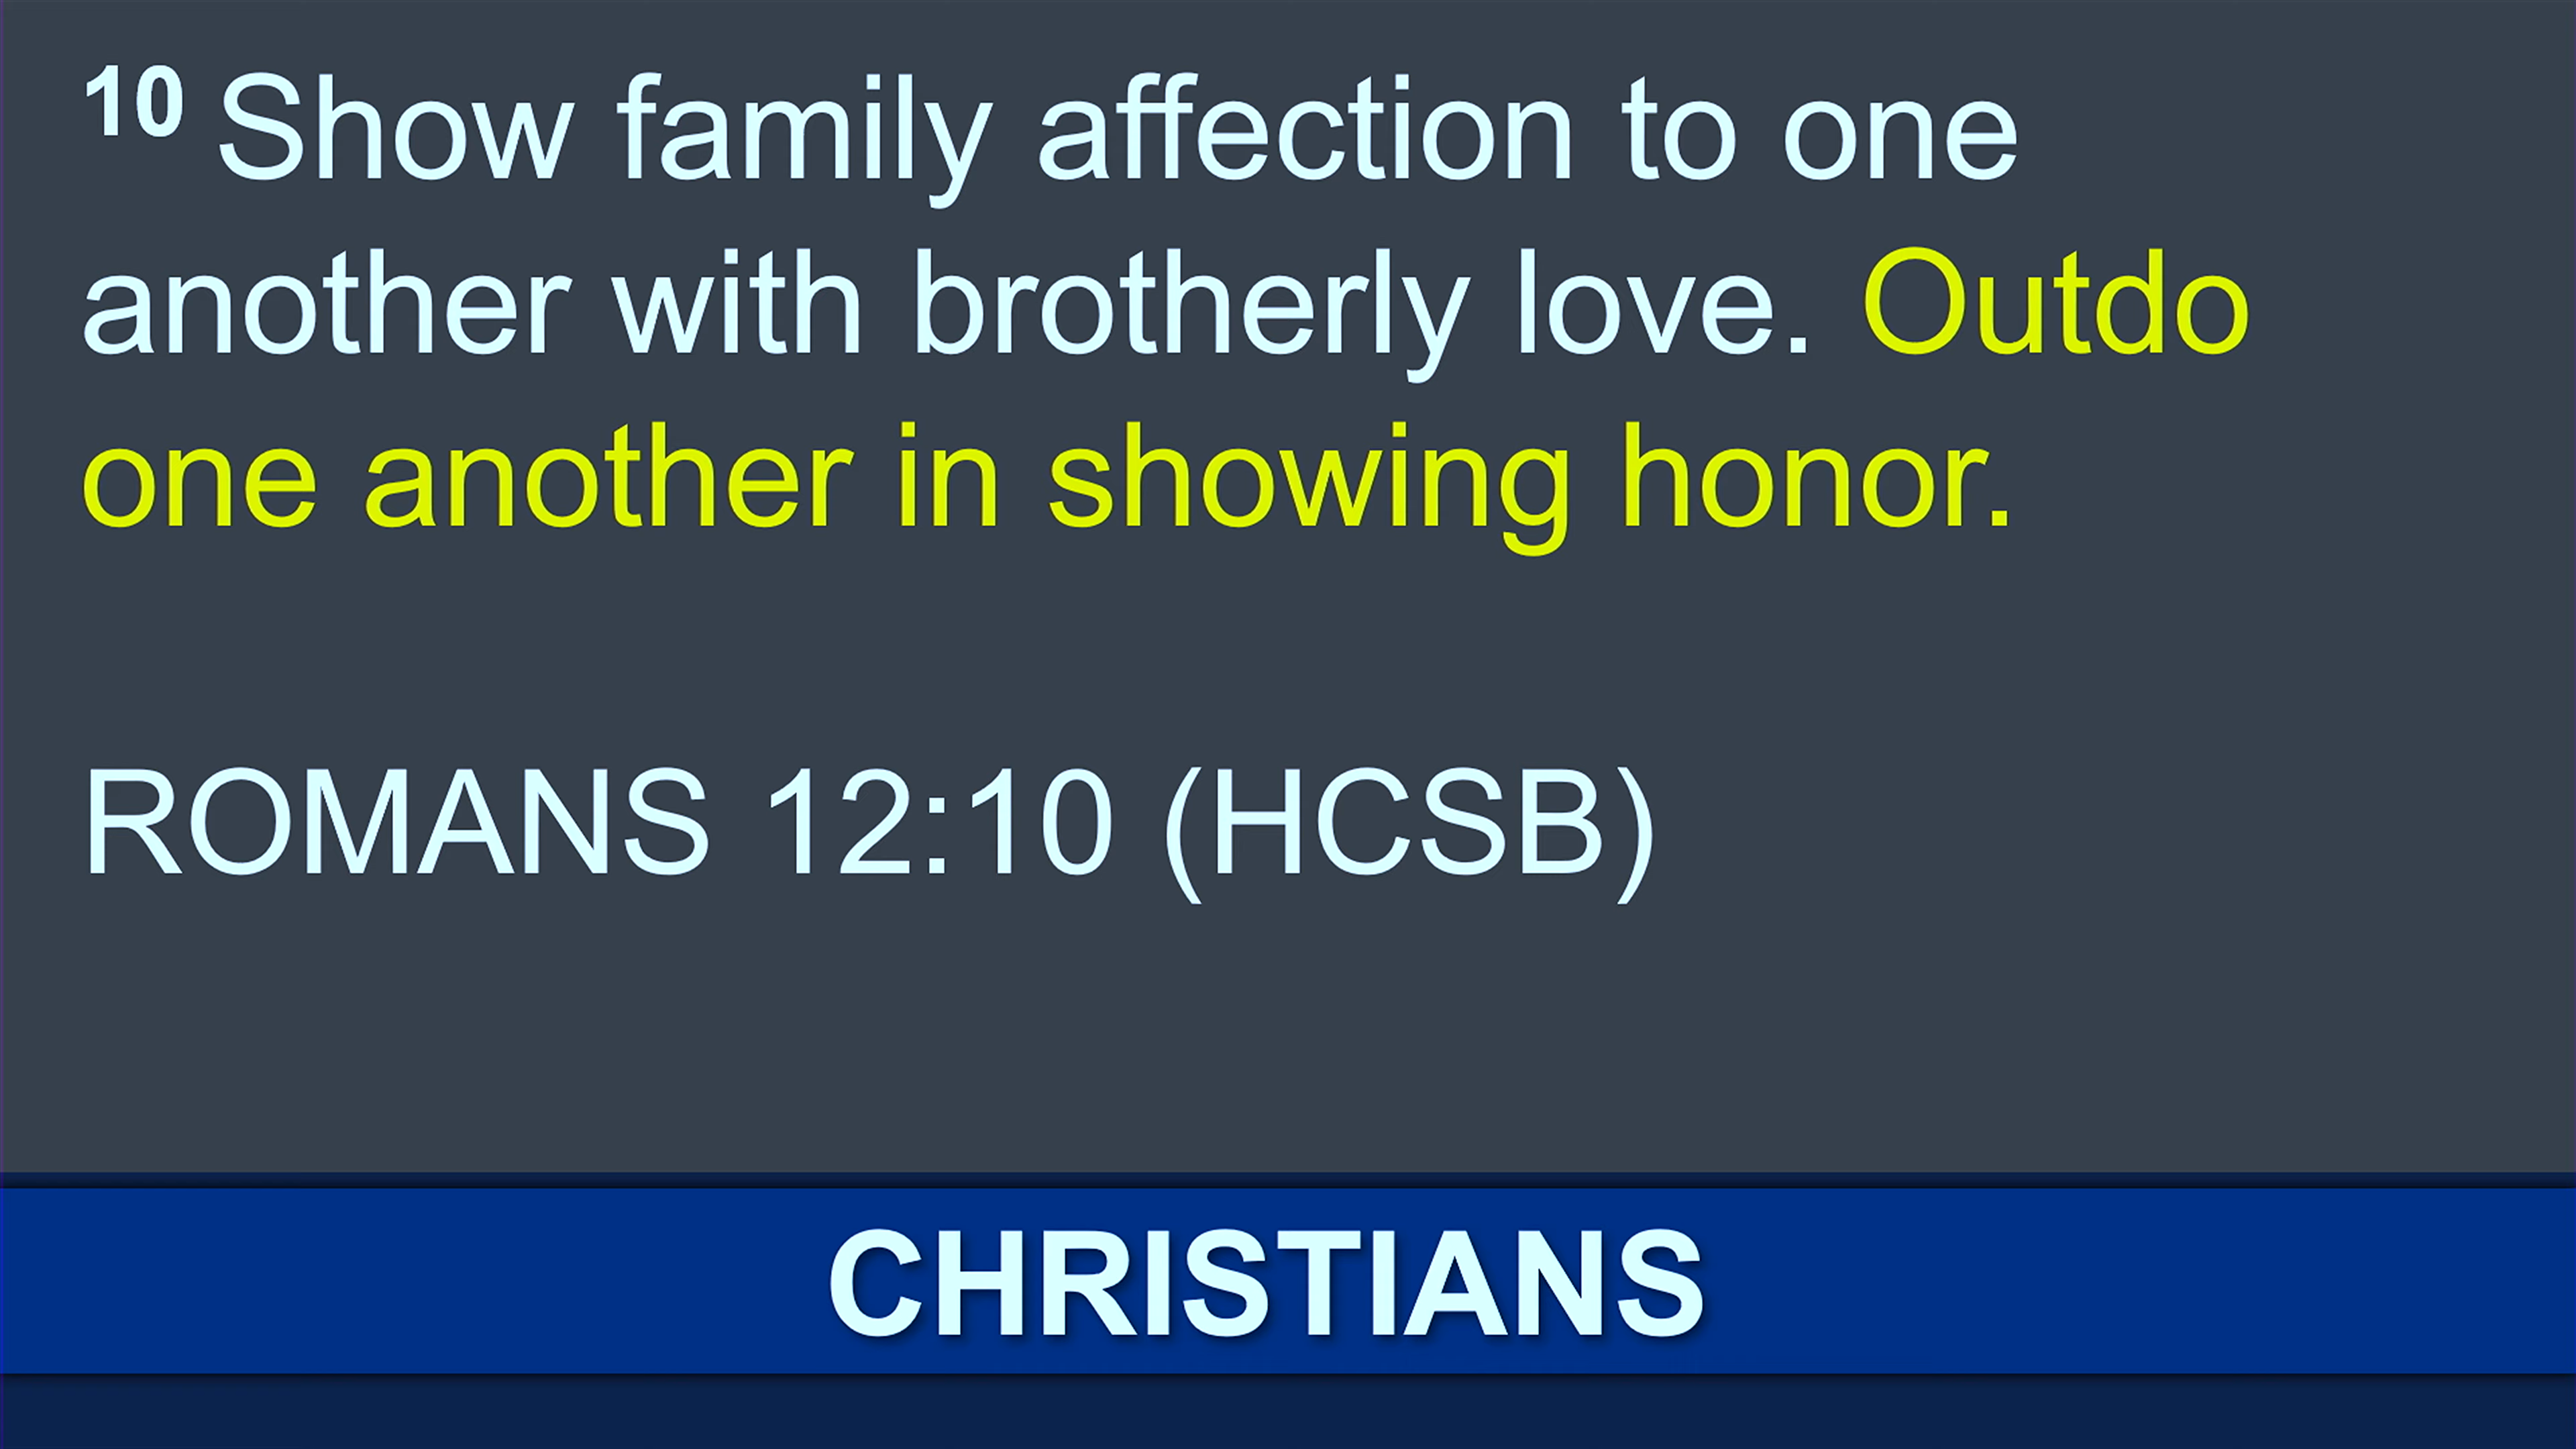 10 Show family affection to one
another with brotherly love. Outdo
one another in showing honor.
ROMANS 12:10 (HCSB)
CHRISTIANS